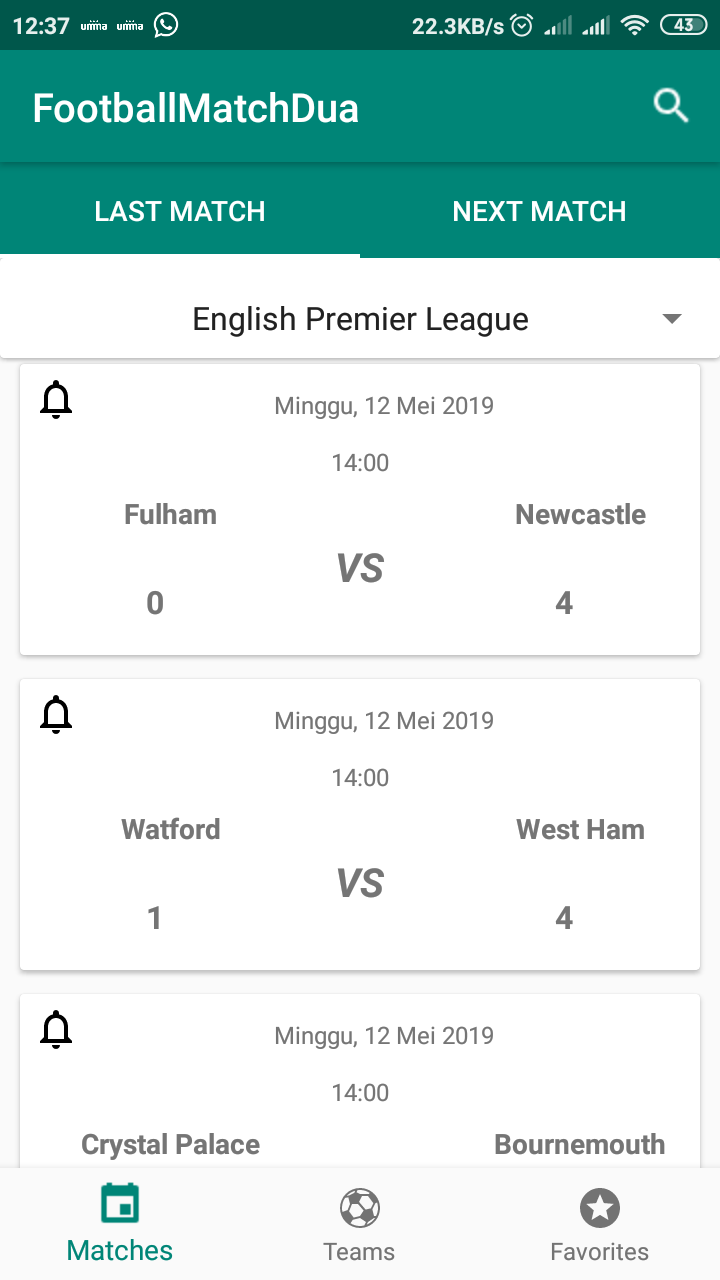 12:37 umma umma 22.3KB/s 43
FootballMatchDua
LAST MATCH NEXT MATCH
English Premier League
Minggu, 12 Mei 2019
14:00
Fulham Newcastle
VS
0 4
Minggu, 12 Mei 2019
14:00
Watford West Ham
VS
1 4
Minggu, 12 Mei 2019
14:00
Crystal Palace Bournemouth
Matches Teams Favorites